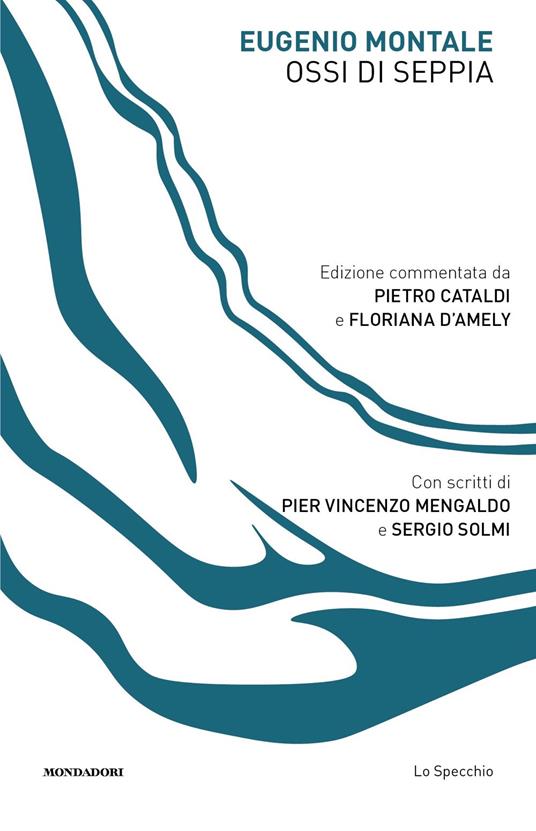 EUGENIO MONTALE
OSSI DI SEPPIA
Edizione commentata da
PIETRO CATALDI
e FLORIANA D'AMELY
Con scritti di
PIER VINCENZO MENGALDO
e SERGIO SOLMI
MONDADORI
Lo Specchio